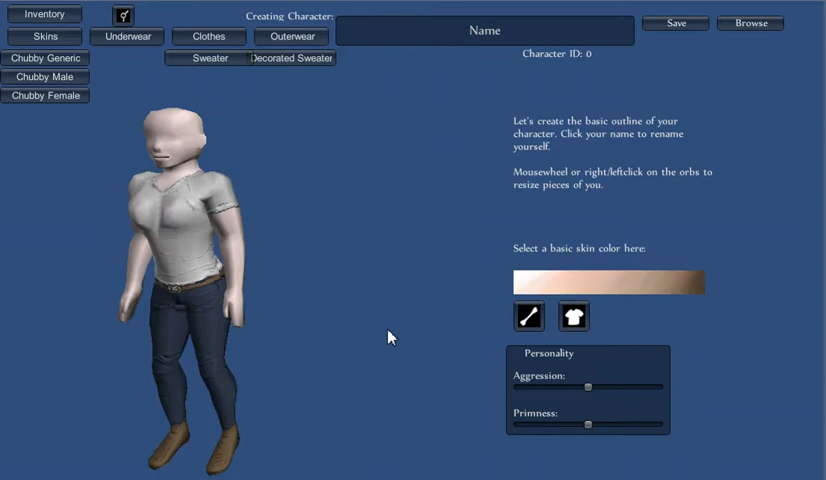 Inventory
Creating Character:
Name
Save
Browse
Skins
Underwear
Clothes
Outerwear
Character ID: 0
Chubby Generic
Sweater
Decorated Sweater
Chubby Male
Chubby Female
Let's create the basic outline of your
character. Click your name to rename
yourself.
Mousewheel or right/leftclick on the orbs to
resize pieces of you.
Select a basic skin color here:
Personality
Aggression:
Primness: